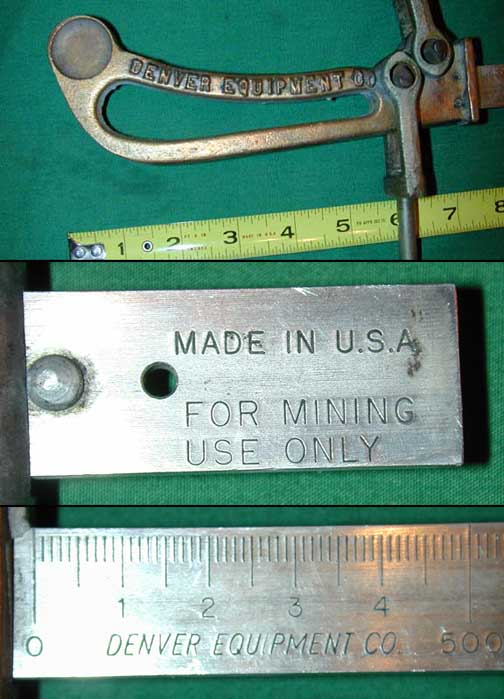 DENVER EQUIPMENT CO
1 2 3 4 5 6 7 8
MADE IN U.S.A
FOR MINING
USE ONLY
1 2 3 4
0 DENVER EQUIPMENT CO. 500